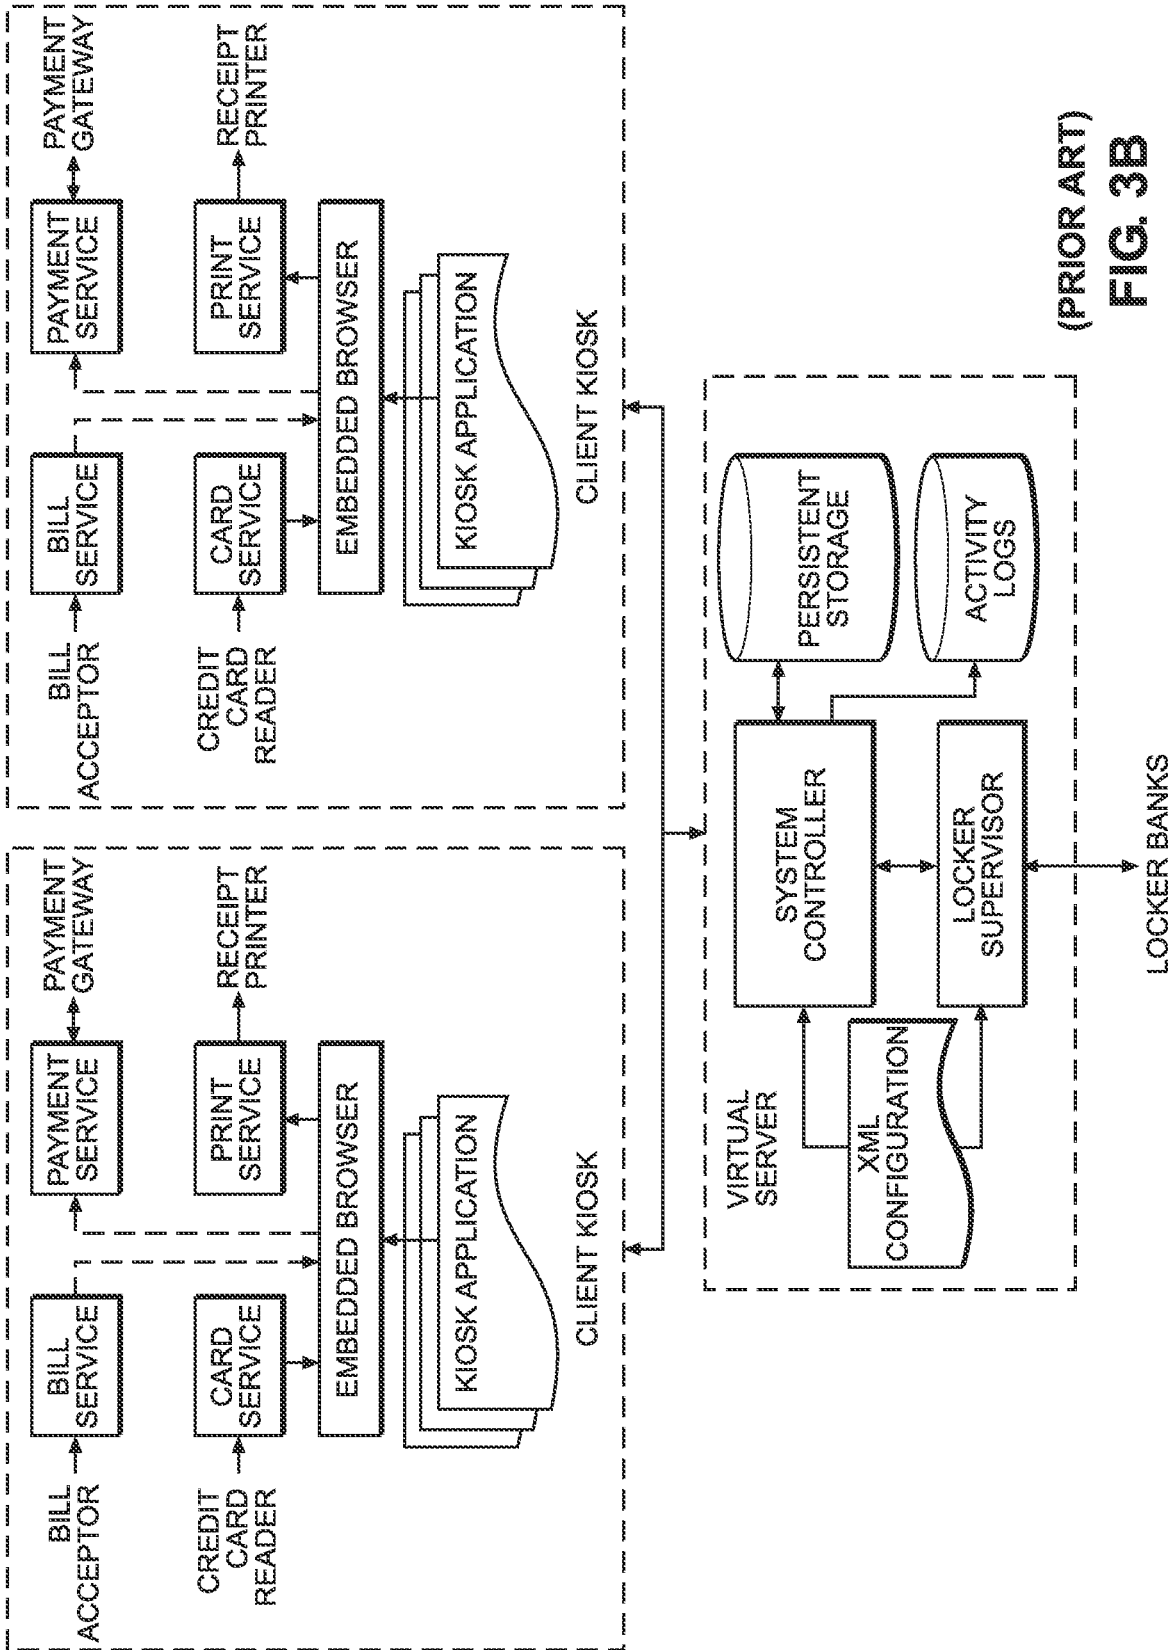 BILL
ACCEPTOR
BILL
SERVICE
PAYMENT
SERVICE
PAYMENT
GATEWAY
CREDIT
CARD
READER
CARD
SERVICE
PRINT
SERVICE
RECEIPT
PRINTER
EMBEDDED BROWSER
KIOSK APPLICATION
CLIENT KIOSK
BILL
ACCEPTOR
BILL
SERVICE
PAYMENT
SERVICE
PAYMENT
GATEWAY
CREDIT
CARD
READER
CARD
SERVICE
PRINT
SERVICE
RECEIPT
PRINTER
EMBEDDED BROWSER
KIOSK APPLICATION
CLIENT KIOSK
VIRTUAL
SERVER
XML
CONFIGURATION
SYSTEM
CONTROLLER
PERSISTENT
STORAGE
LOCKER
SUPERVISOR
ACTIVITY
LOGS
LOCKER BANKS
(PRIOR ART)
FIG. 3B